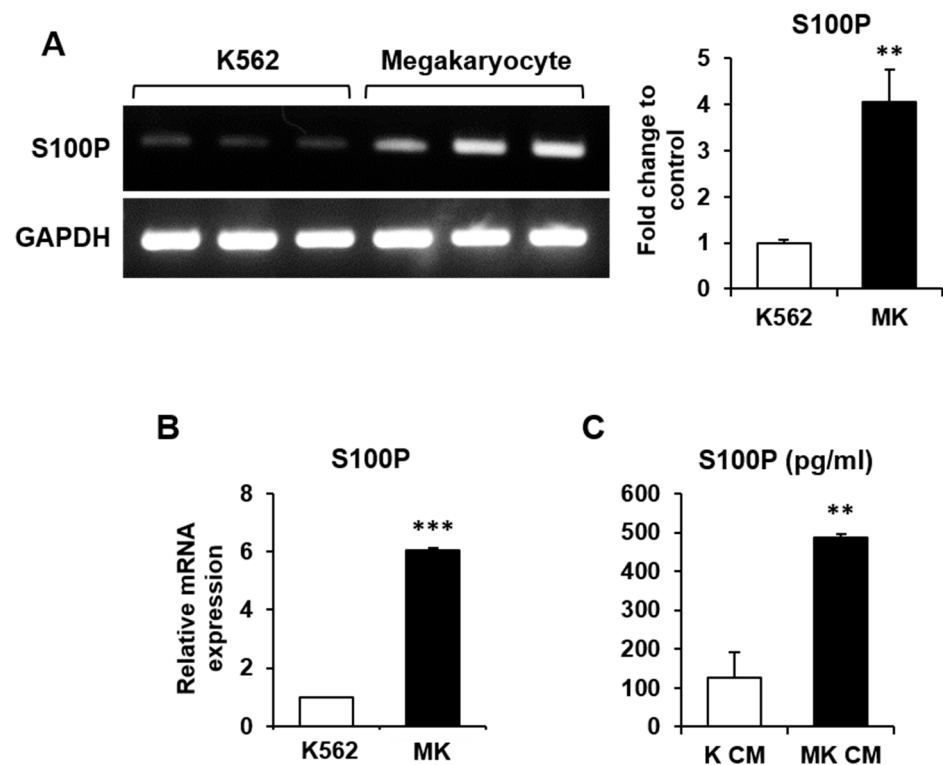 A
K562
Megakaryocyte
S100P
GAPDH
S100P
**
Fold change to
control
5
4
3
2
1
0
K562
MK
B
S100P
***
Relative mRNA
expression
8
6
4
2
0
K562
MK
C
S100P (pg/ml)
**
600
500
400
300
200
100
0
K CM
MK CM